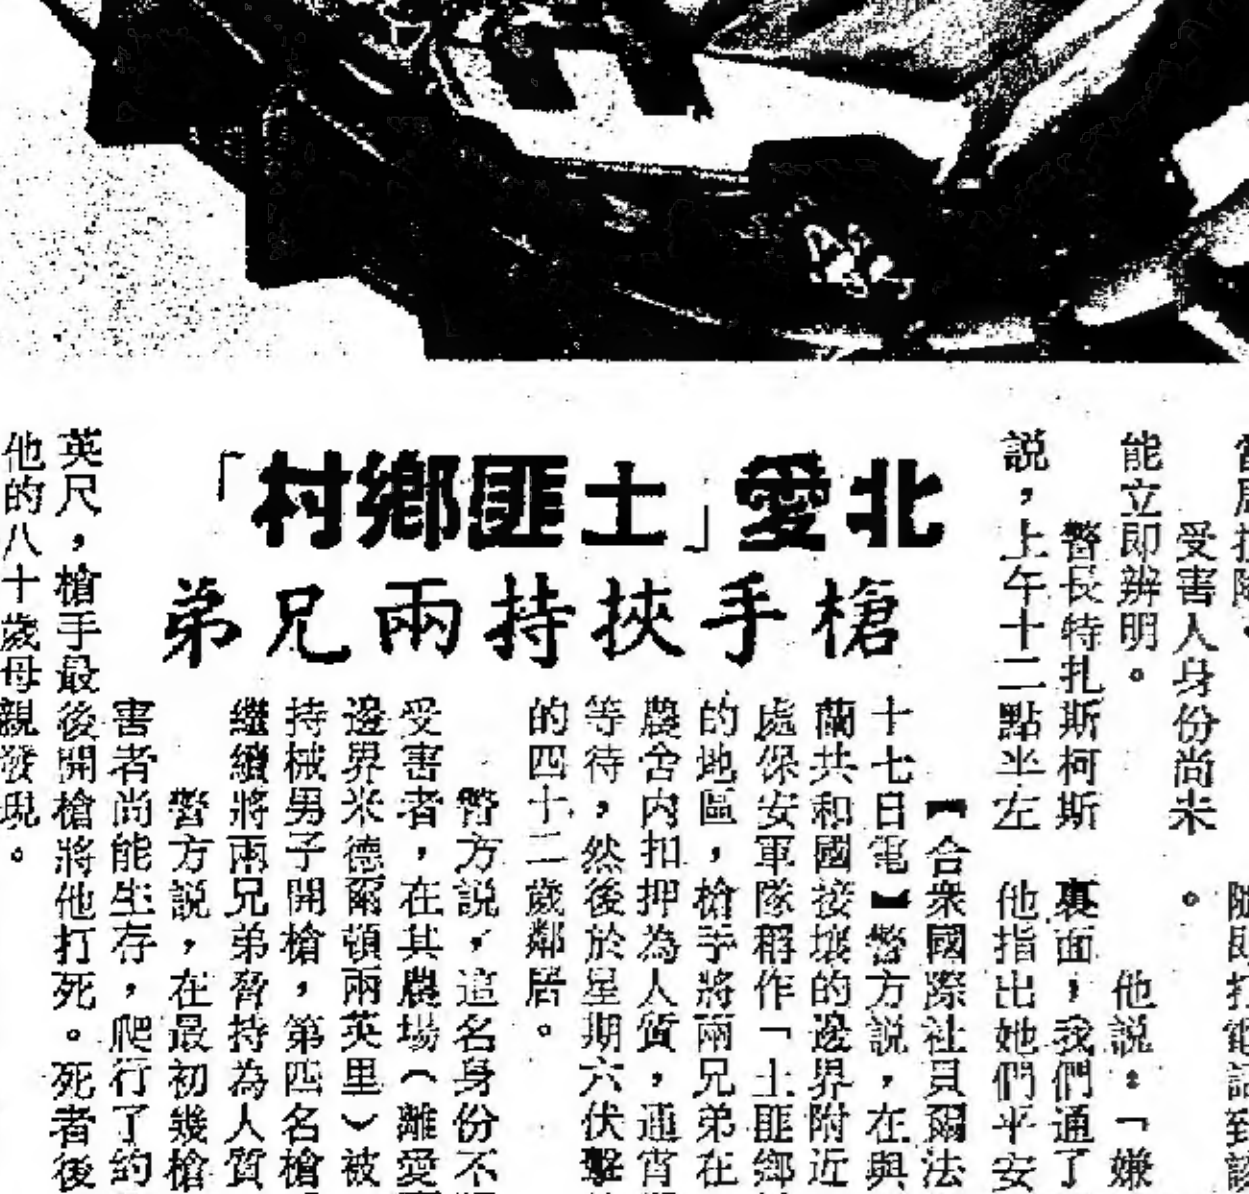 受害人身份尚未
能立即辨明。
警長特扎斯柯斯
説，上午十二點半左
他説：「嫌
裏面，我們通了
他指出她們平安
北愛「土匪鄉村」
槍手挾持兩兄弟
【合衆國際社貝爾法
十七日電】警方説，在與
蘭共和國接壤的邊界附近
處保安軍隊稱作「土匪鄉
的地區，槍手將兩兄弟在
農舍内扣押為人質，通宵
等待，然後於星期六伏擊
的四十二歲鄰居。
警方説，這名身份不
受害者，在其農場（離愛
邊界米德爾頓兩英里）被
持械男子開槍，第四名槍
繼續將兩兄弟脅持為人質
警方説，在最初幾槍
害者尚能生存，爬行了約
英尺，槍手最後開槍將他打死。死者後
他的八十歲母親發現。